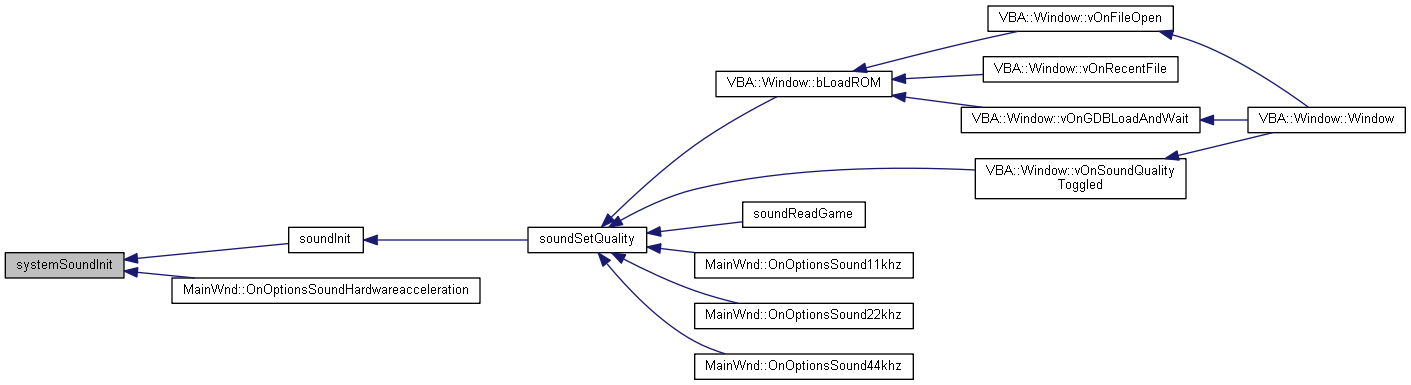 VBA::Window::vOnFileOpen
VBA::Window::vOnRecentFile
VBA::Window::bLoadROM
VBA::Window::vOnGDBLoadAndWait
VBA::Window::Window
VBA::Window::vOnSoundQuality
Toggled
soundReadGame
soundInit
soundSetQuality
systemSoundInit
MainWnd::OnOptionsSound11khz
MainWnd::OnOptionsSoundHardwareacceleration
MainWnd::OnOptionsSound22khz
MainWnd::OnOptionsSound44khz